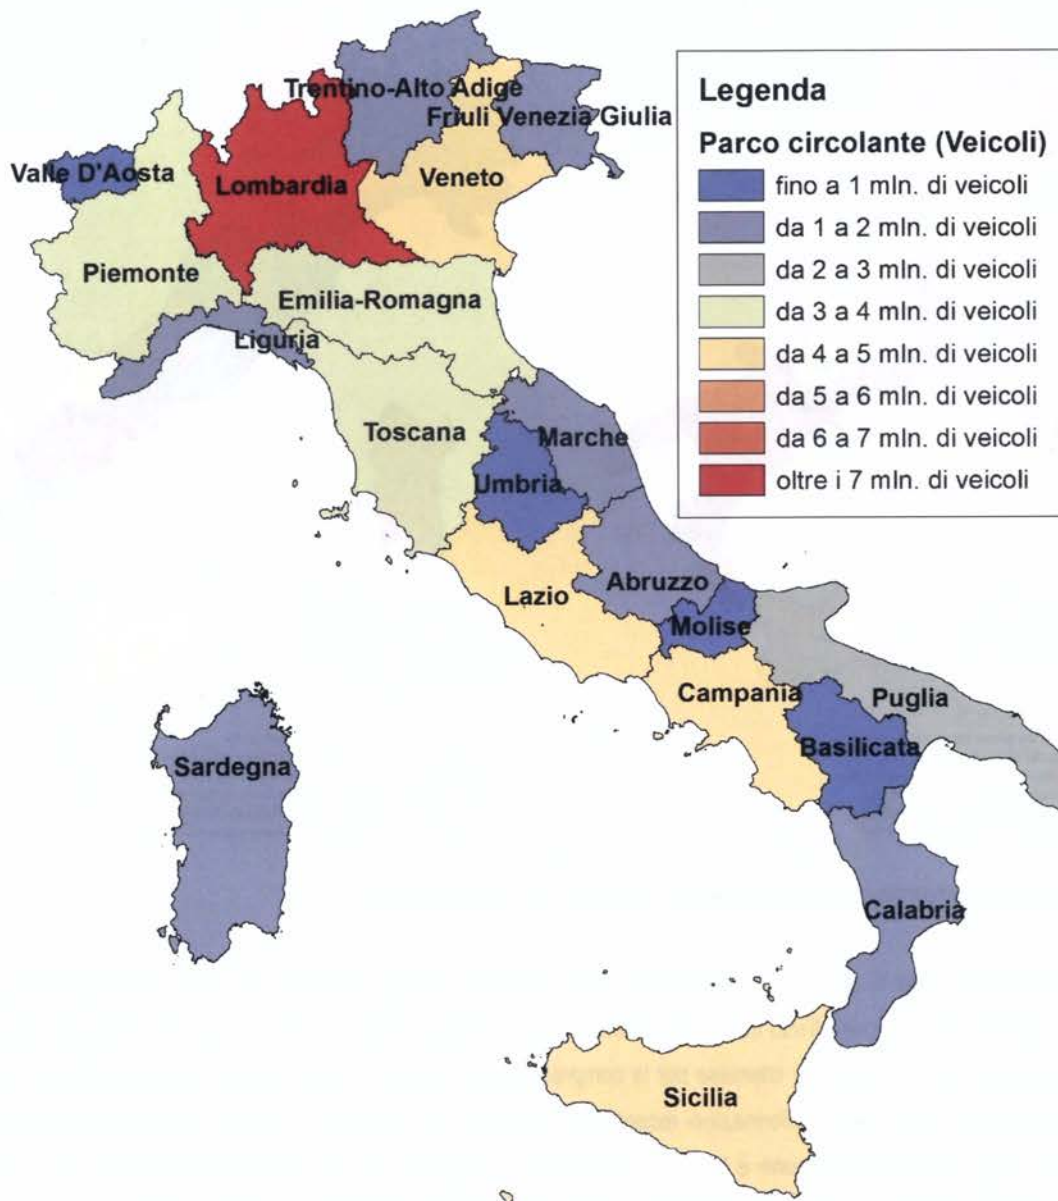 Legenda
Parco circolante (Veicoli)
fino a 1 mln. di veicoli
da 1 a 2 mln. di veicoli
da 2 a 3 mln. di veicoli
da 3 a 4 mln. di veicoli
da 4 a 5 mln. di veicoli
da 5 a 6 mln. di veicoli
da 6 a 7 mln. di veicoli
oltre i 7 mln. di veicoli
Trentino-Alto Adige
Friuli Venezia Giulia
Valle D'Aosta
Lombardia
Veneto
Piemonte
Emilia-Romagna
Liguria
Toscana
Marche
Umbria
Abruzzo
Lazio
Molise
Campania
Puglia
Basilicata
Sardegna
Calabria
Sicilia